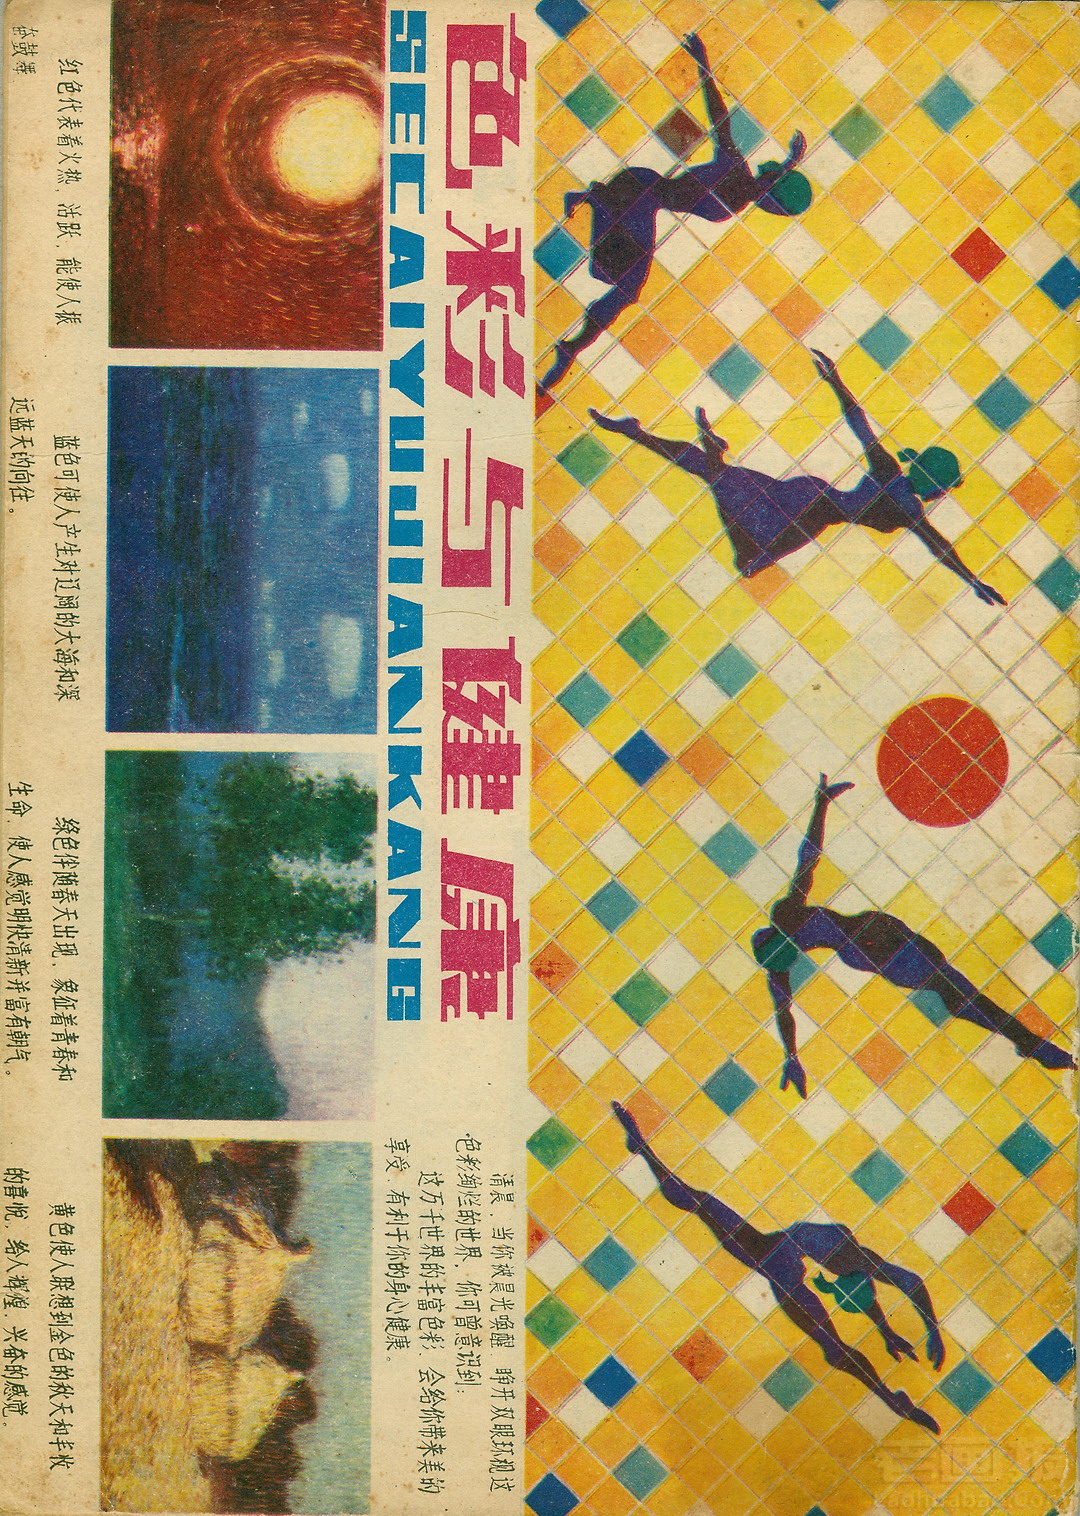 色彩与健康
SECAIYUJIANKANG
清晨，当你被晨光唤醒，睁开双眼环视这
色彩绚烂的世界，你可曾意识到：
这万千世界的丰富色彩，会给你带来美的
享受，有利于你的身心健康。
红色代表着火热，活跃，能使人振
奋鼓舞
蓝色可使人产生对辽阔的大海和深
远蓝天的向往。
绿色伴随春天出现，象征着青春和
生命，使人感觉明快清新并富有朝气。
黄色使人联想到金色的秋天和丰收
的喜悦，给人辉煌，兴奋的感觉。
老画报
laohuabao.com